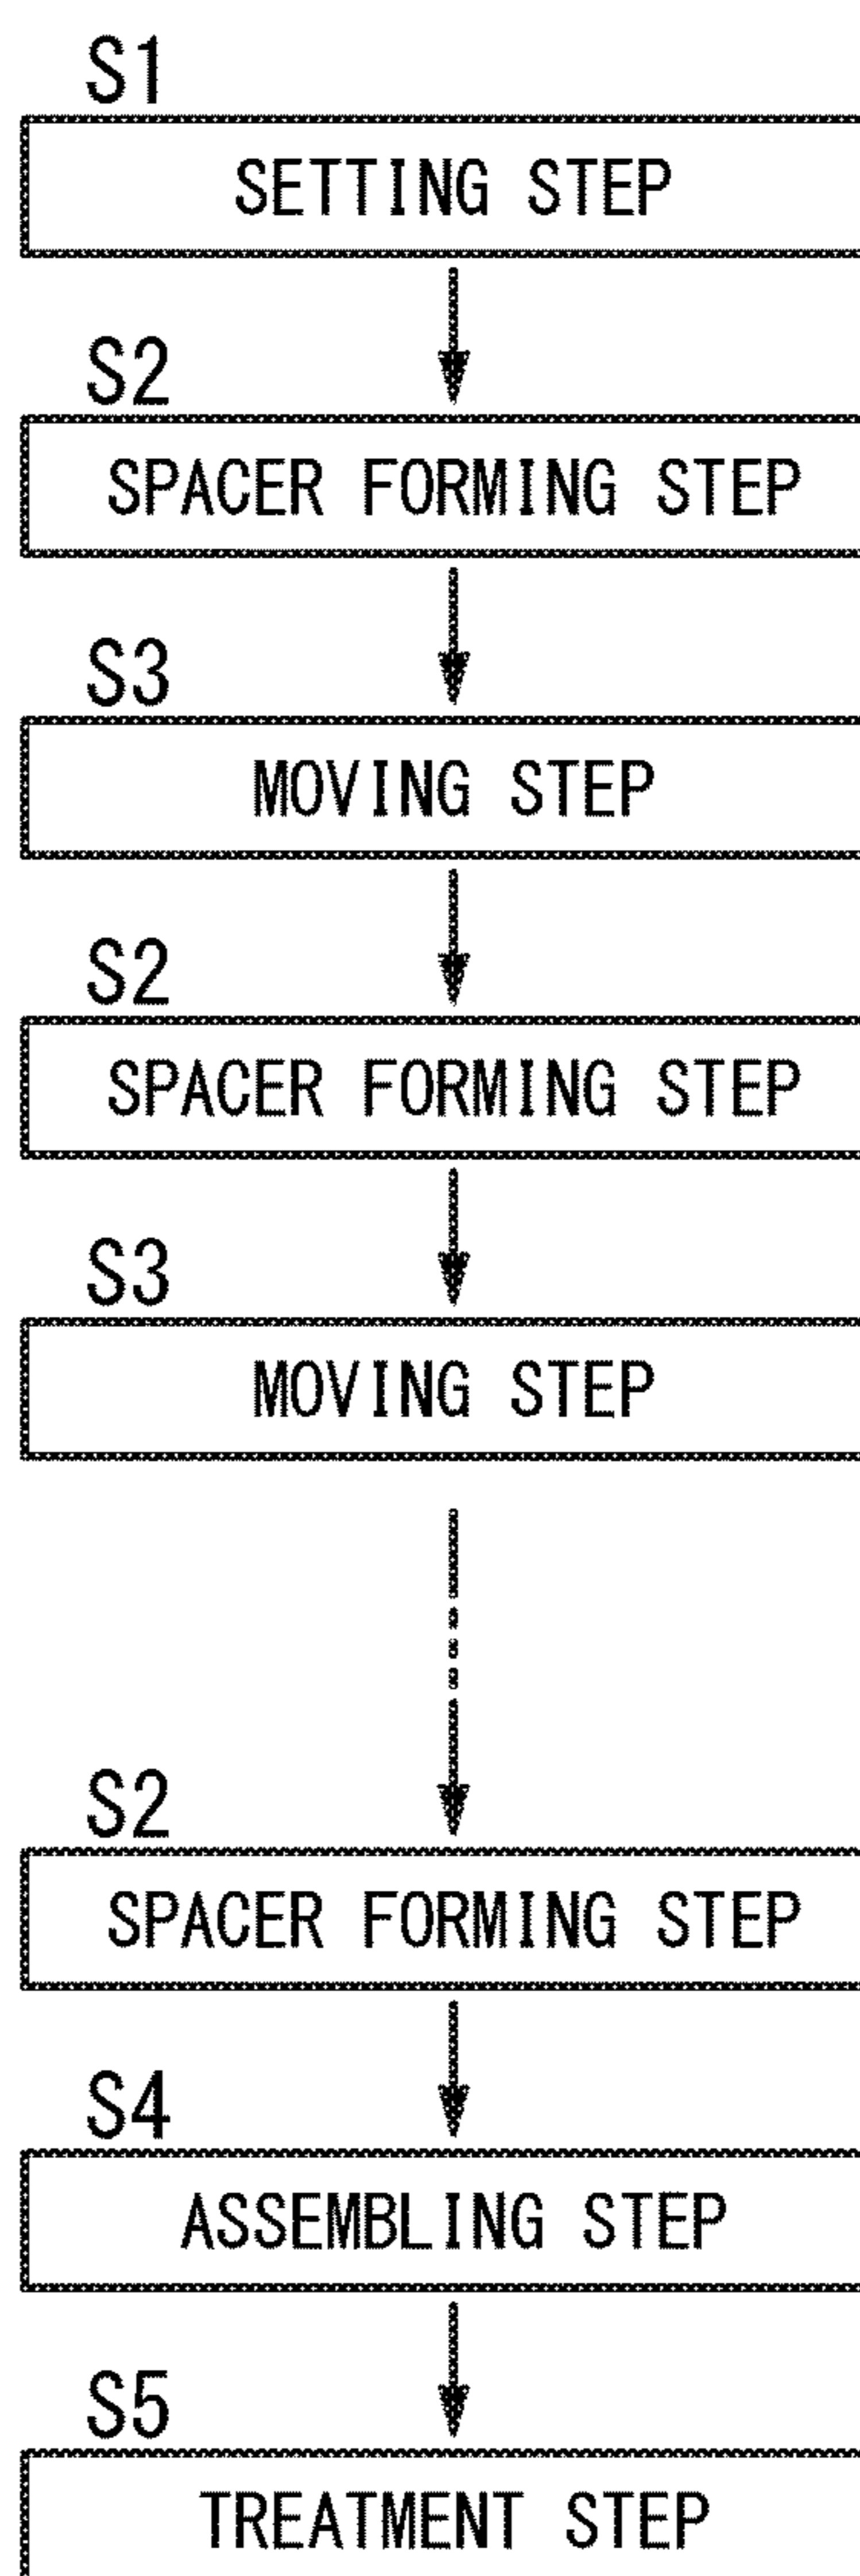 S1
SETTING STEP
S2
SPACER FORMING STEP
S3
MOVING STEP
S2
SPACER FORMING STEP
S3
MOVING STEP
S2
SPACER FORMING STEP
S4
ASSEMBLING STEP
S5
TREATMENT STEP